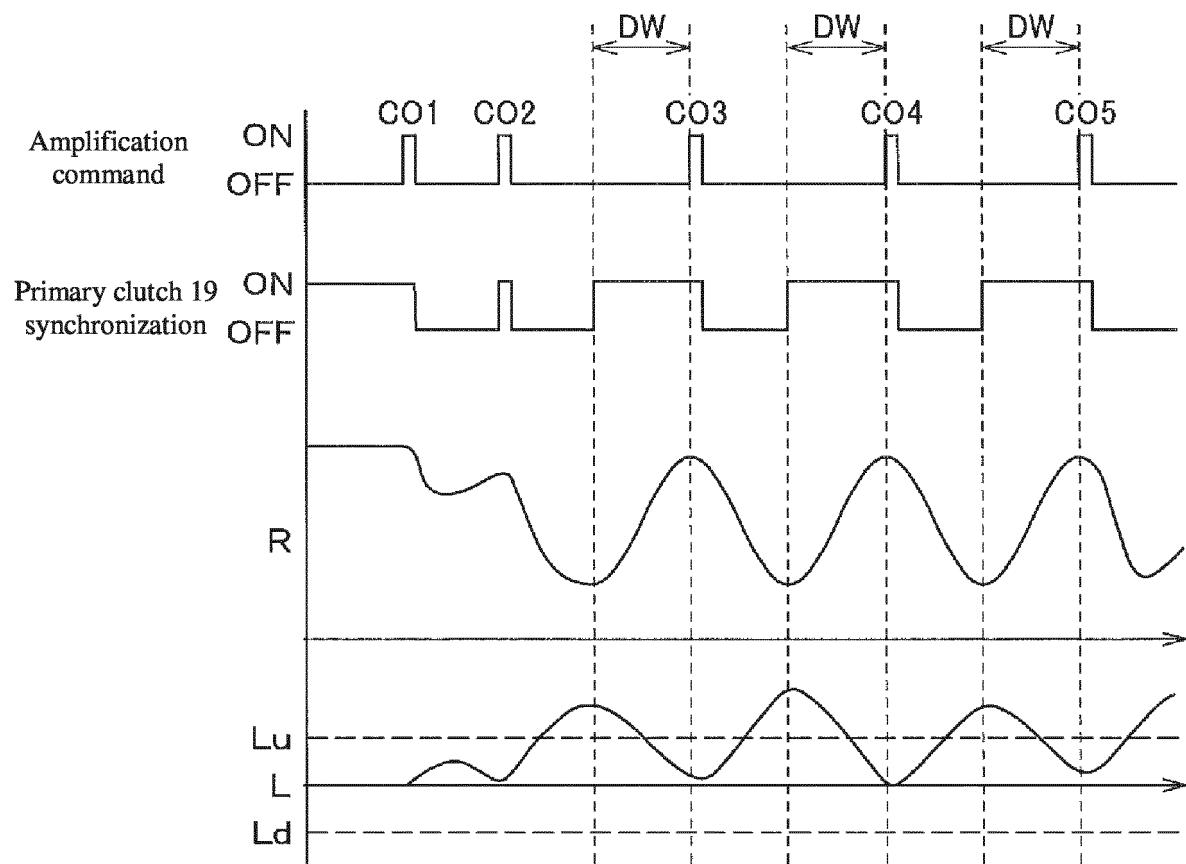 DW DW DW
CO1 CO2 CO3 CO4 CO5
Amplification
command
ON
OFF
Primary clutch 19
synchronization
ON
OFF
R
Lu
L
Ld